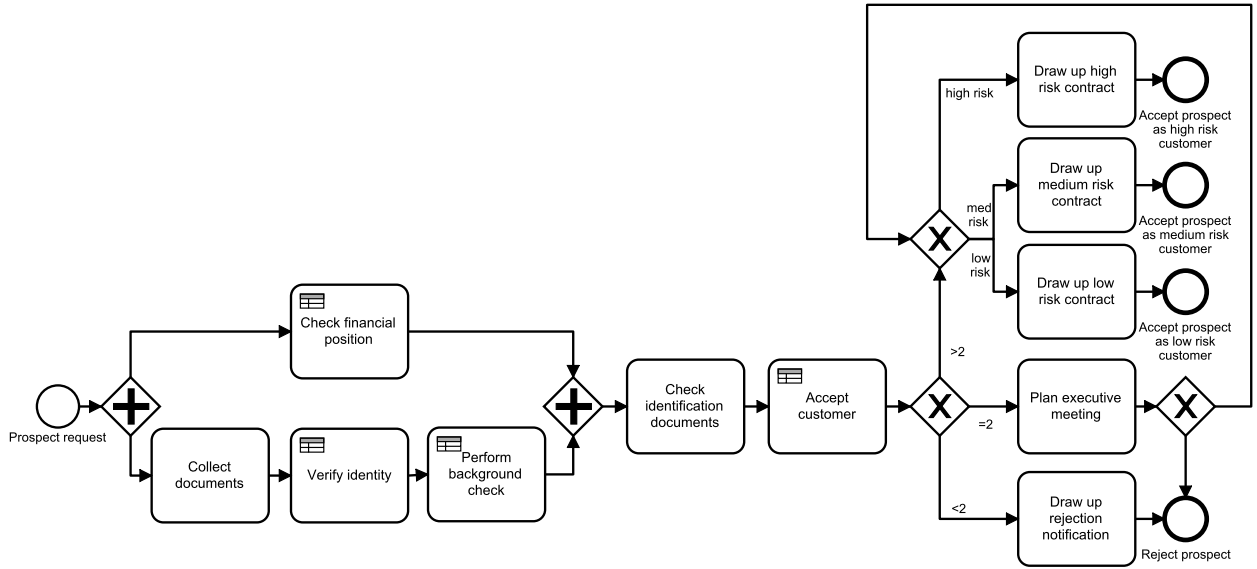 Prospect request
Check financial
position
Collect
documents
Verify identity
Perform
background
check
Check
identification
documents
Accept
customer
>2
=2
<2
high risk
med
risk
low
risk
Draw up high
risk contract
Accept prospect
as high risk
customer
Draw up
medium risk
contract
Accept prospect
as medium risk
customer
Draw up low
risk contract
Accept prospect
as low risk
customer
Plan executive
meeting
Draw up
rejection
notification
Reject prospect